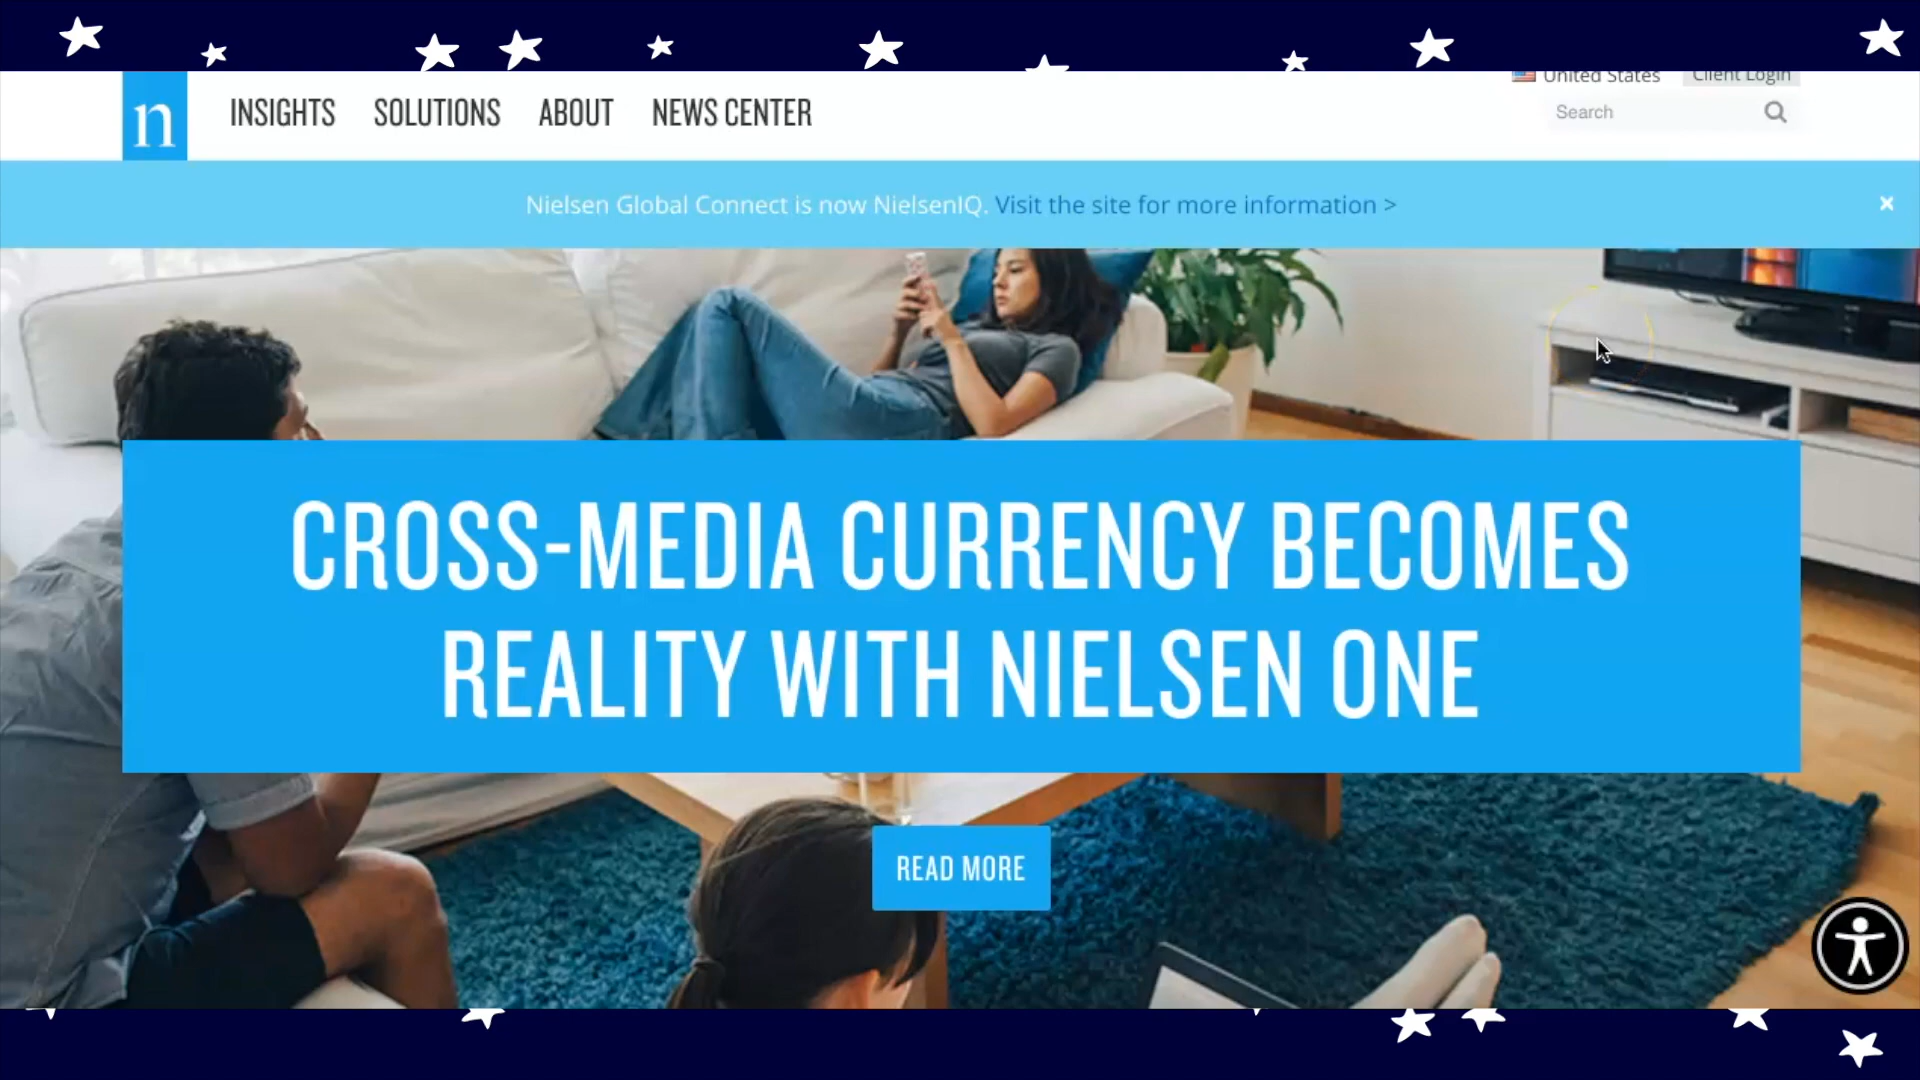 United States
Client Login
n
INSIGHTS
SOLUTIONS
ABOUT
NEWS CENTER
Search
Nielsen Global Connect is now NielsenIQ. Visit the site for more information >
CROSS-MEDIA CURRENCY BECOMES
REALITY WITH NIELSEN ONE
READ MORE